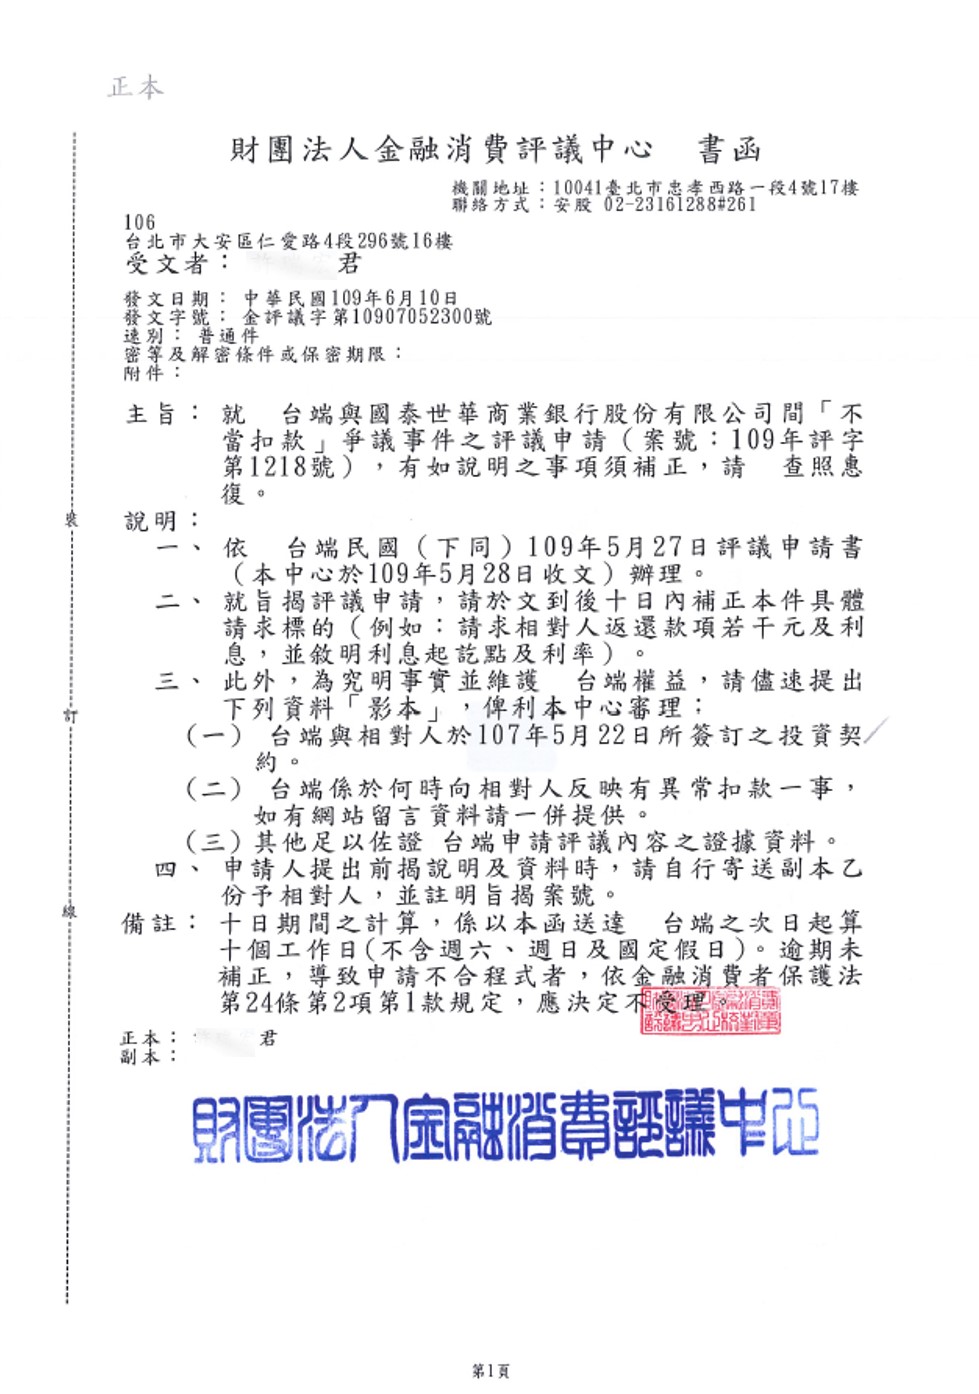 正本
財團法人金融消費評議中心　書函
機關地址：10041臺北市忠孝西路一段4號17樓
聯絡方式：安股 02-23161288#261
106
台北市大安區仁愛路4段296號16樓
受文者：　君
發文日期：中華民國109年6月10日
發文字號：金評議字第10907052300號
速別：普通件
密等及解密條件或保密期限：
附件：
主旨：就　台端與國泰世華商業銀行股份有限公司間「不
當扣款」爭議事件之評議申請（案號：109年評字
第1218號），有如說明之事項須補正，請　查照惠
復。
說明：
一、依　台端民國（下同）109年5月27日評議申請書
（本中心於109年5月28日收文）辦理。
二、就旨揭評議申請，請於文到後十日內補正本件具體
請求標的（例如：請求相對人返還款項若干元及利
息，並敘明利息起訖點及利率）。
三、此外，為究明事實並維護　台端權益，請儘速提出
下列資料「影本」，俾利本中心審理；
（一）台端與相對人於107年5月22日所簽訂之投資契
約。
（二）台端係於何時向相對人反映有異常扣款一事，
如有網站留言資料請一併提供。
（三）其他足以佐證　台端申請評議內容之證據資料。
四、申請人提出前揭說明及資料時，請自行寄送副本乙
份予相對人，並註明旨揭案號。
備註：十日期間之計算，係以本函送達　台端之次日起算
十個工作日(不含週六、週日及國定假日)。逾期未
補正，導致申請不合程式者，依金融消費者保護法
第24條第2項第1款規定，應決定不受理。
正本：　君
副本：
財團法人金融消費評議中心
裝
訂
線
第1頁